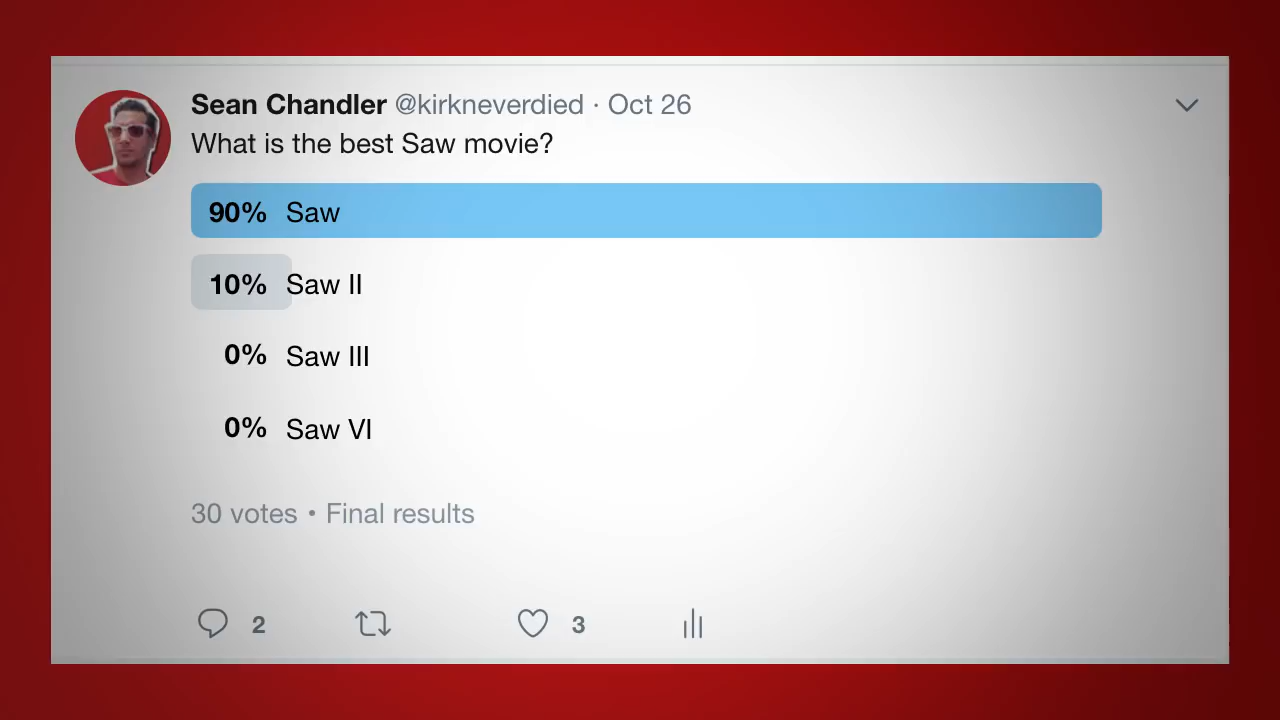 Sean Chandler @kirkneverdied · Oct 26
What is the best Saw movie?
90% Saw
10% Saw II
0% Saw III
0% Saw VI
30 votes • Final results
2 3